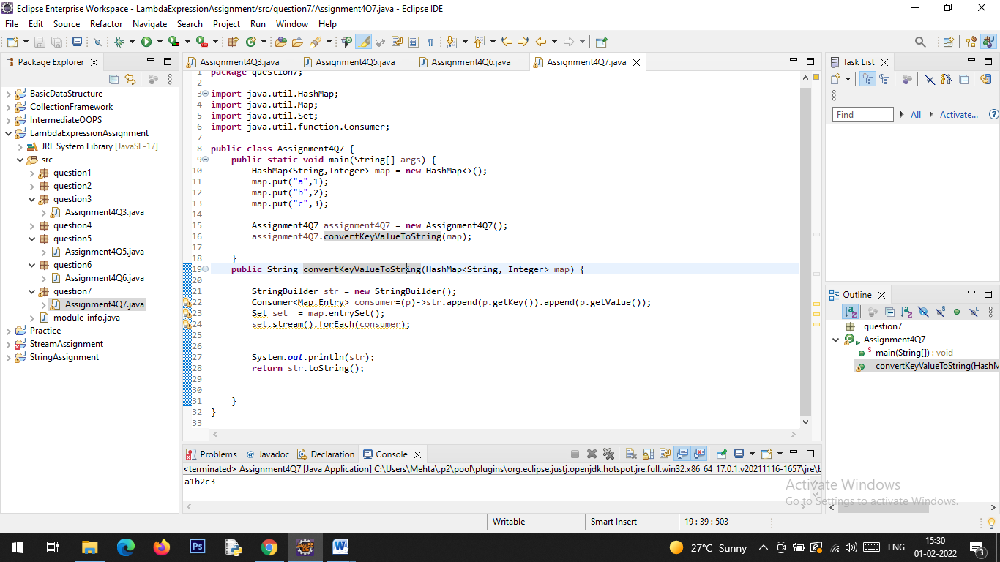 Eclipse Enterprise Workspace - LambdaExpressionAssignment/src/question7/Assignment4Q7.java - Eclipse IDE
File Edit Source Refactor Navigate Search Project Run Window Help
Package Explorer
BasicDataStructure
CollectionFramework
IntermediateOOPS
LambdaExpressionAssignment
JRE System Library [JavaSE-17]
src
question1
question2
question3
Assignment4Q3.java
question4
question5
Assignment4Q5.java
question6
Assignment4Q6.java
question7
Assignment4Q7.java
module-info.java
Practice
StreamAssignment
StringAssignment
Assignment4Q3.java Assignment4Q5.java Assignment4Q6.java Assignment4Q7.java
1 package question7;
2
3 import java.util.HashMap;
4 import java.util.Map;
5 import java.util.Set;
6 import java.util.function.Consumer;
7
8 public class Assignment4Q7 {
9 public static void main(String[] args) {
10 HashMap<String,Integer> map = new HashMap<>();
11 map.put("a",1);
12 map.put("b",2);
13 map.put("c",3);
14
15 Assignment4Q7 assignment4Q7 = new Assignment4Q7();
16 assignment4Q7.convertKeyValueToString(map);
17
18 }
19 public String convertKeyValueToString(HashMap<String, Integer> map) {
20
21 StringBuilder str = new StringBuilder();
22 Consumer<Map.Entry> consumer=(p)->str.append(p.getKey()).append(p.getValue());
23 Set set  = map.entrySet();
24 set.stream().forEach(consumer);
25
26
27 System.out.println(str);
28 return str.toString();
29
30
31 }
32 }
33
Task List
Find All Activate...
Outline
question7
Assignment4Q7
main(String[]) : void
convertKeyValueToString(HashM
Problems @ Javadoc Declaration Console
<terminated> Assignment4Q7 [Java Application] C:\Users\Mehta\.p2\pool\plugins\org.eclipse.justj.openjdk.hotspot.jre.full.win32.x86_64_17.0.1.v20211116-1657\jre\b
a1b2c3
Activate Windows
Go to Settings to activate Windows.
Writable Smart Insert 19 : 39 : 503
27°C Sunny ENG 15:30
01-02-2022
3